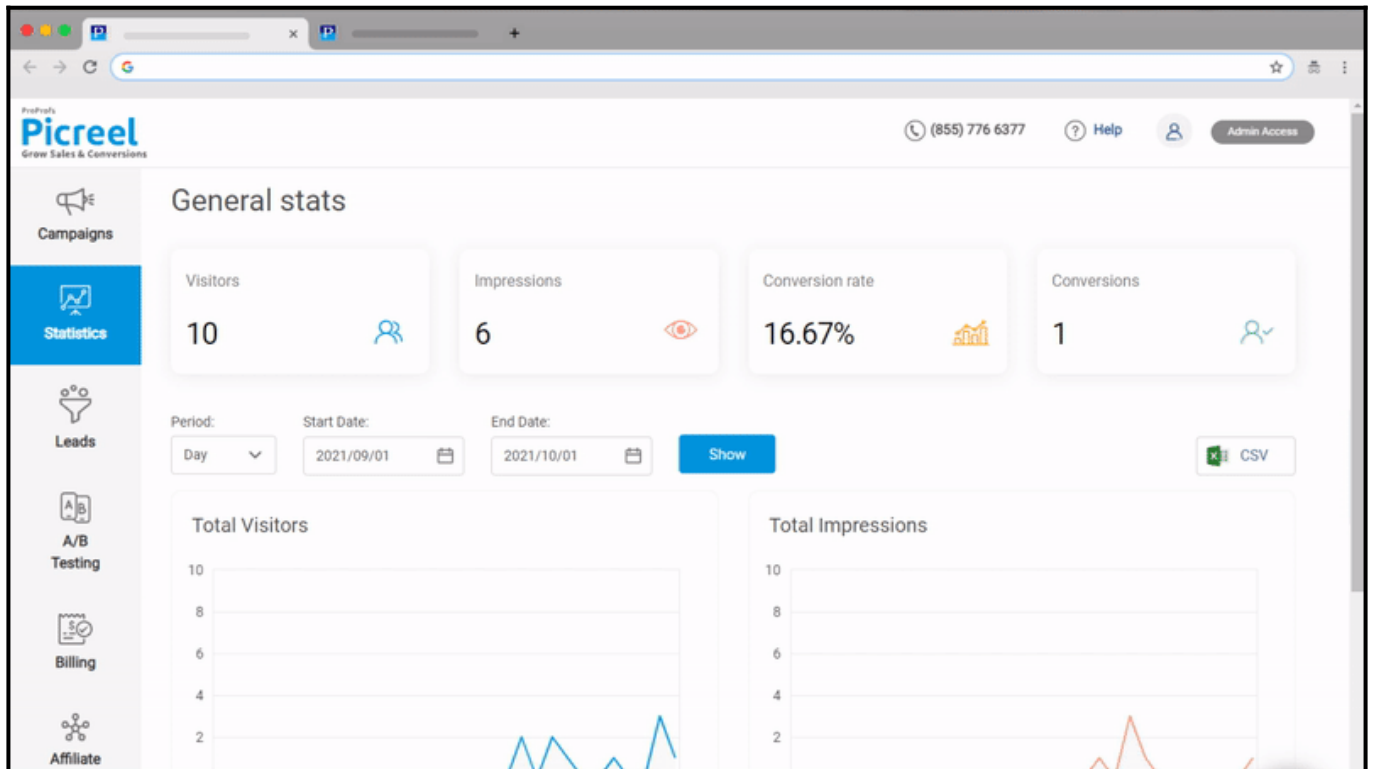 ProProfs
Picreel
Grow Sales & Conversions
(855) 776 6377
? Help
Admin Access
Campaigns
Statistics
Leads
A/B
Testing
Billing
Affiliate
General stats
Visitors
10
Impressions
6
Conversion rate
16.67%
Conversions
1
Period:
Day
Start Date:
2021/09/01
End Date:
2021/10/01
Show
CSV
Total Visitors
10
8
6
4
2
Total Impressions
10
8
6
4
2